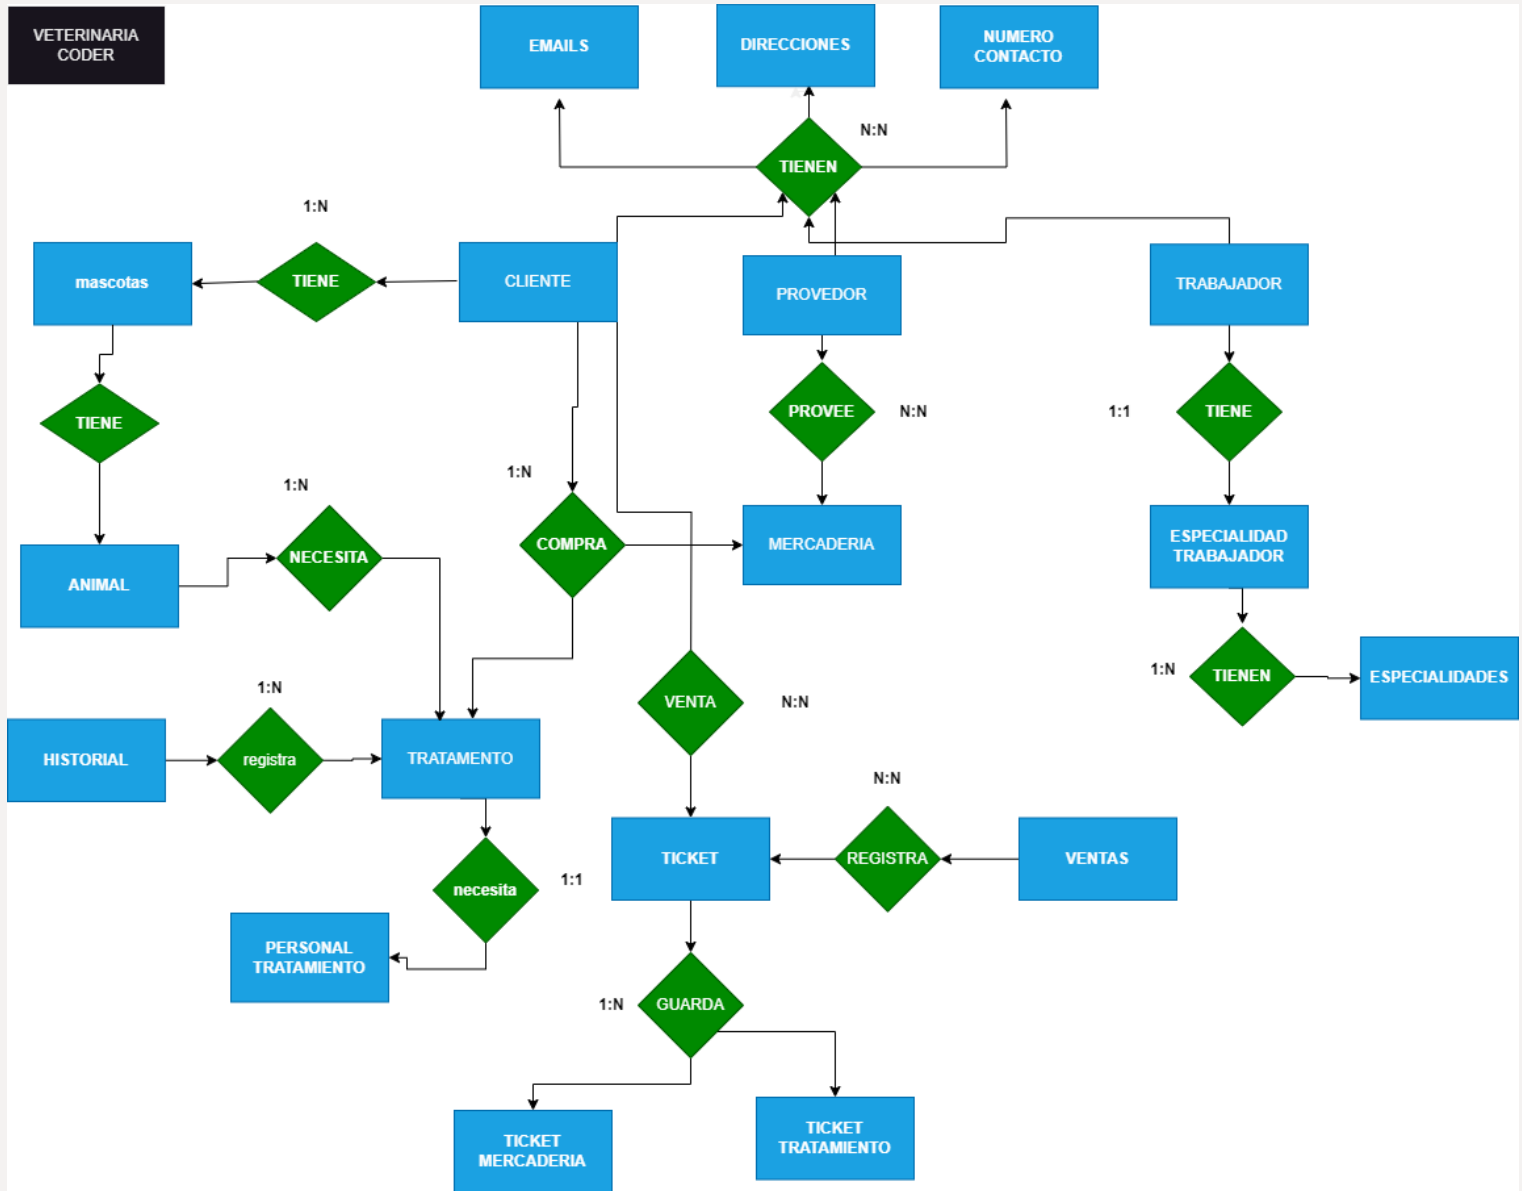 VETERINARIA
CODER
EMAILS
DIRECCIONES
NUMERO
CONTACTO
N:N
TIENEN
1:N
mascotas
TIENE
CLIENTE
PROVEDOR
TRABAJADOR
TIENE
1:N
COMPRA
PROVEE
N:N
1:1
TIENE
1:N
NECESITA
ANIMAL
MERCADERIA
ESPECIALIDAD
TRABAJADOR
1:N
TIENEN
ESPECIALIDADES
1:N
HISTORIAL
registra
TRATAMENTO
VENTA
N:N
N:N
TICKET
REGISTRA
VENTAS
necesita
1:1
PERSONAL
TRATAMIENTO
1:N
GUARDA
TICKET
MERCADERIA
TICKET
TRATAMIENTO